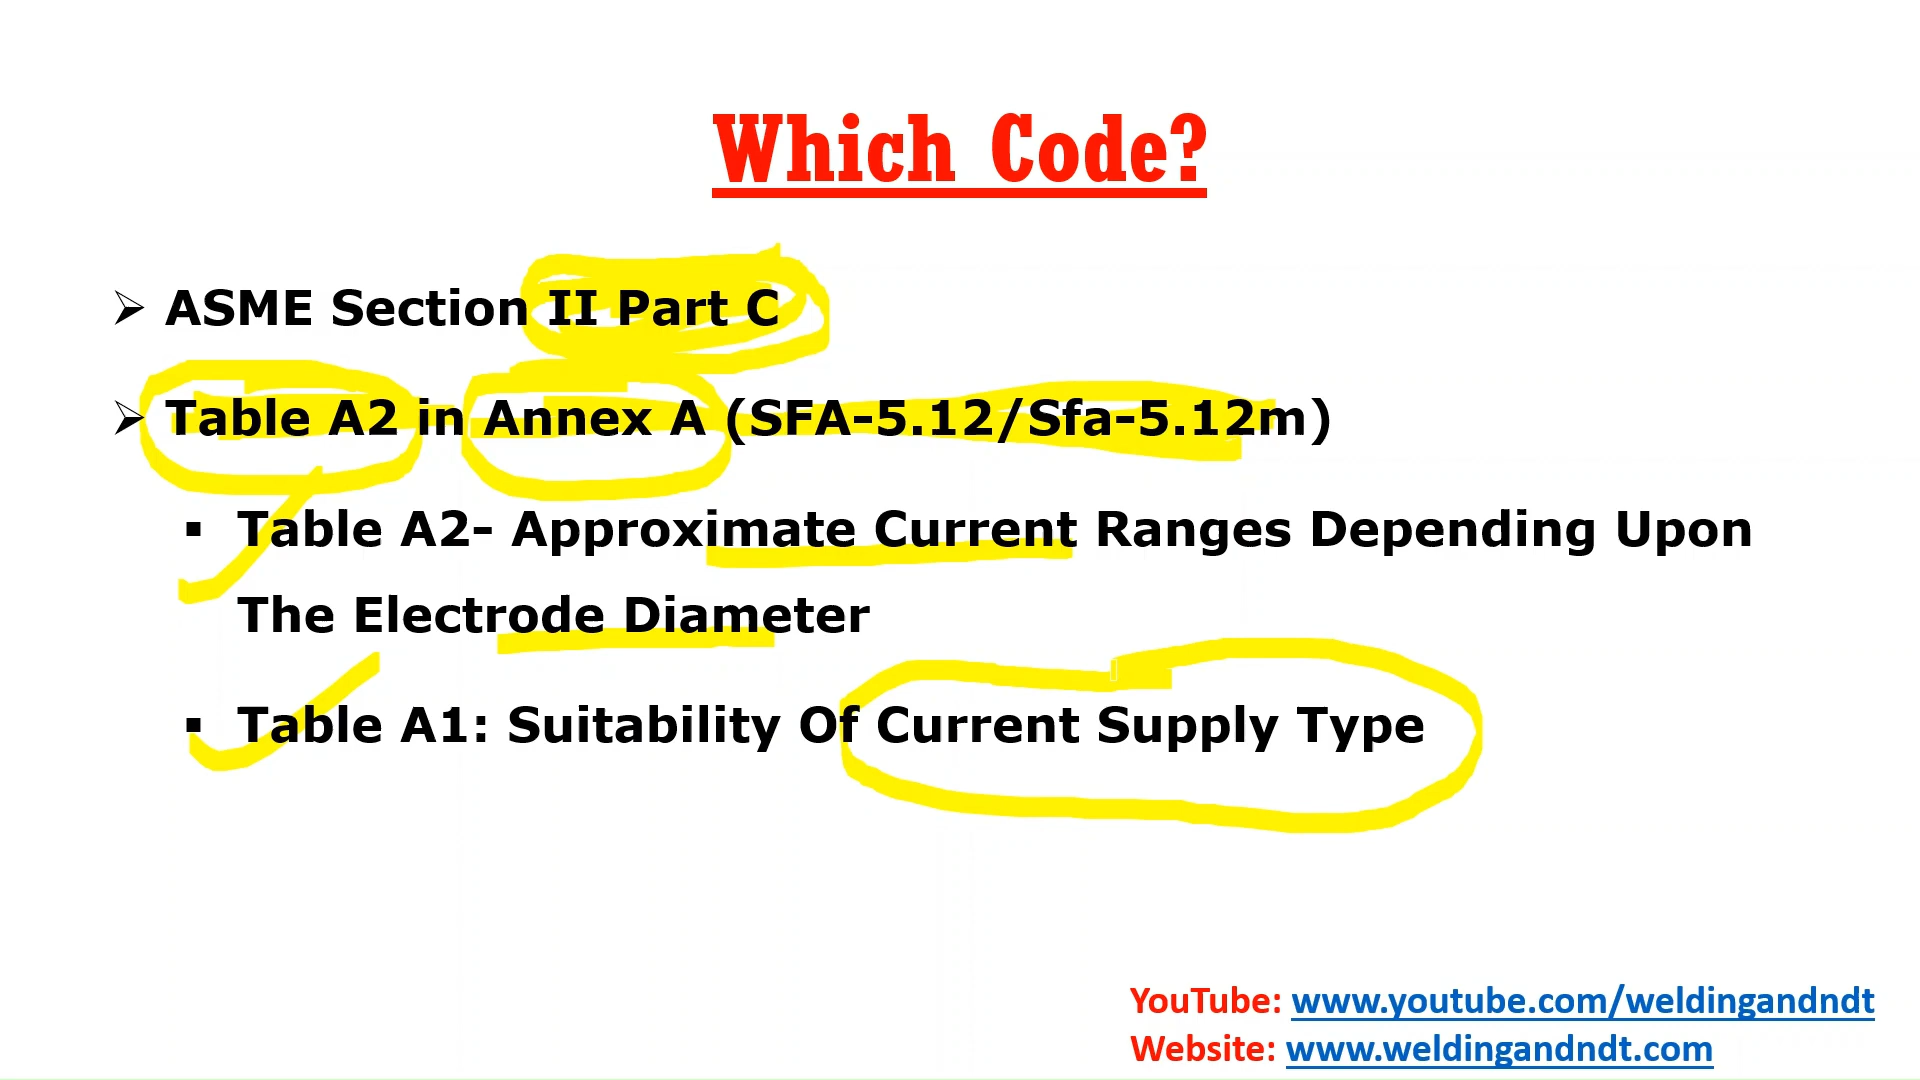 Which Code?
ASME Section II Part C
Table A2 in Annex A (SFA-5.12/Sfa-5.12m)
Table A2- Approximate Current Ranges Depending Upon
The Electrode Diameter
Table A1: Suitability Of Current Supply Type
YouTube: www.youtube.com/weldingandndt
Website: www.weldingandndt.com